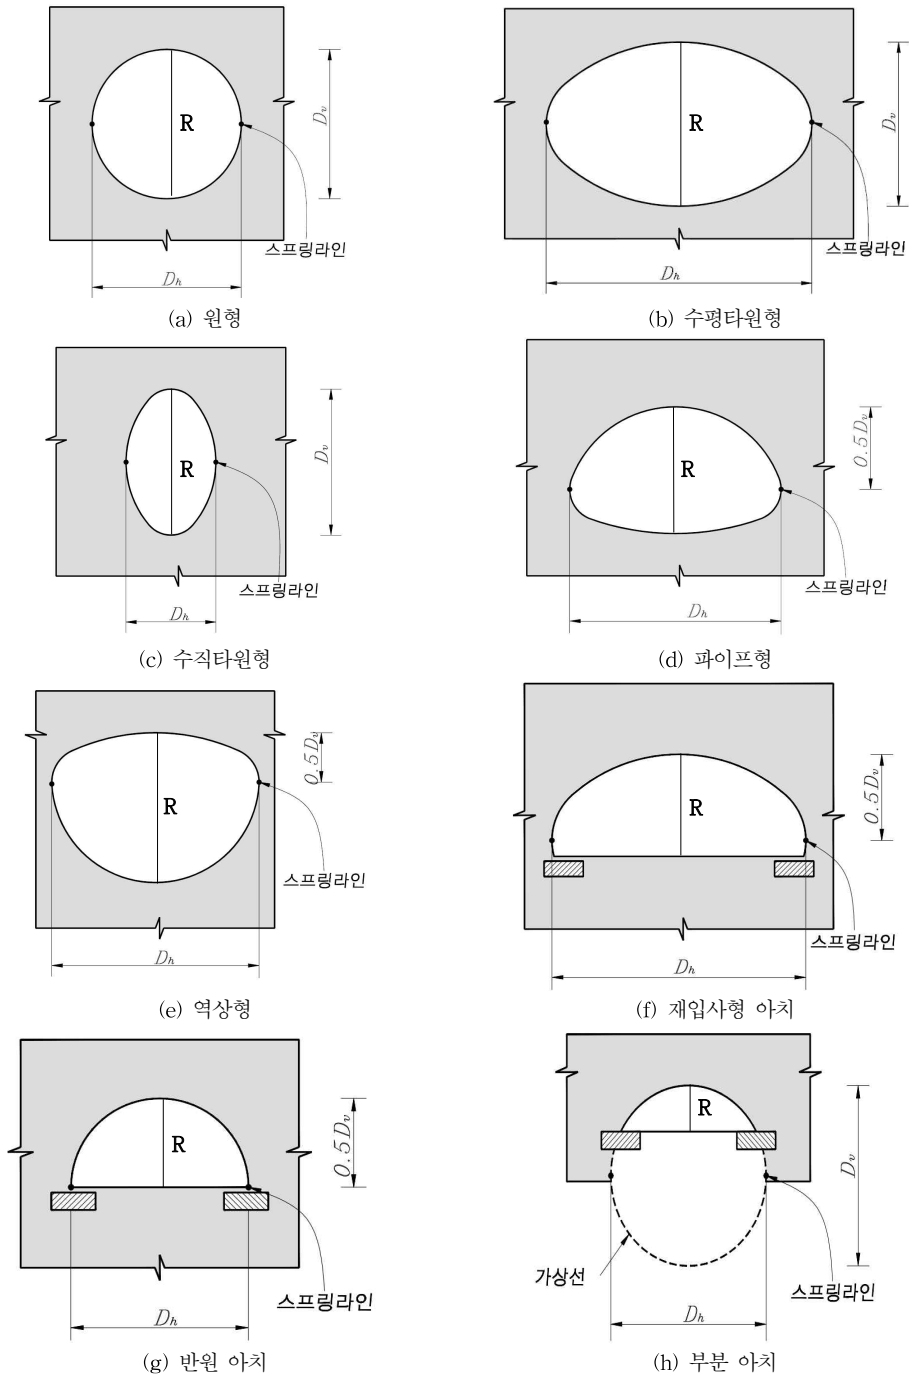 R
Dv
스프링라인
Dh
(a) 원형
R
Dv
스프링라인
Dh
(b) 수평타원형
R
Dv
스프링라인
Dh
(c) 수직타원형
R
0.5Dv
스프링라인
Dh
(d) 파이프형
0.5Dv
R
스프링라인
Dh
(e) 역상형
0.5Dv
R
스프링라인
Dh
(f) 재입사형 아치
R
0.5Dv
스프링라인
Dh
(g) 반원 아치
R
Dv
가상선
스프링라인
Dh
(h) 부분 아치